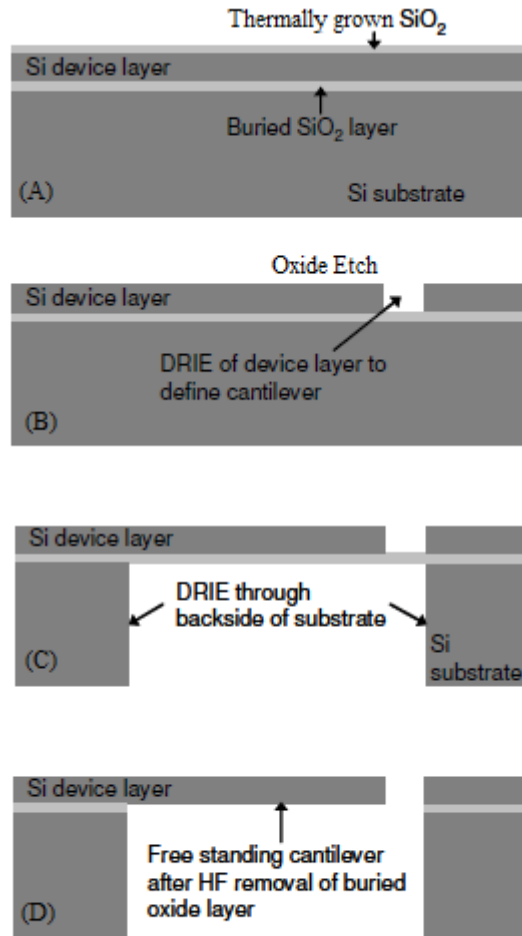 Thermally grown SiO₂
Si device layer
Buried SiO₂ layer
(A)
Si substrate
Oxide Etch
Si device layer
DRIE of device layer to
define cantilever
(B)
Si device layer
DRIE through
backside of substrate
(C)
Si
substrate
Si device layer
Free standing cantilever
after HF removal of buried
oxide layer
(D)